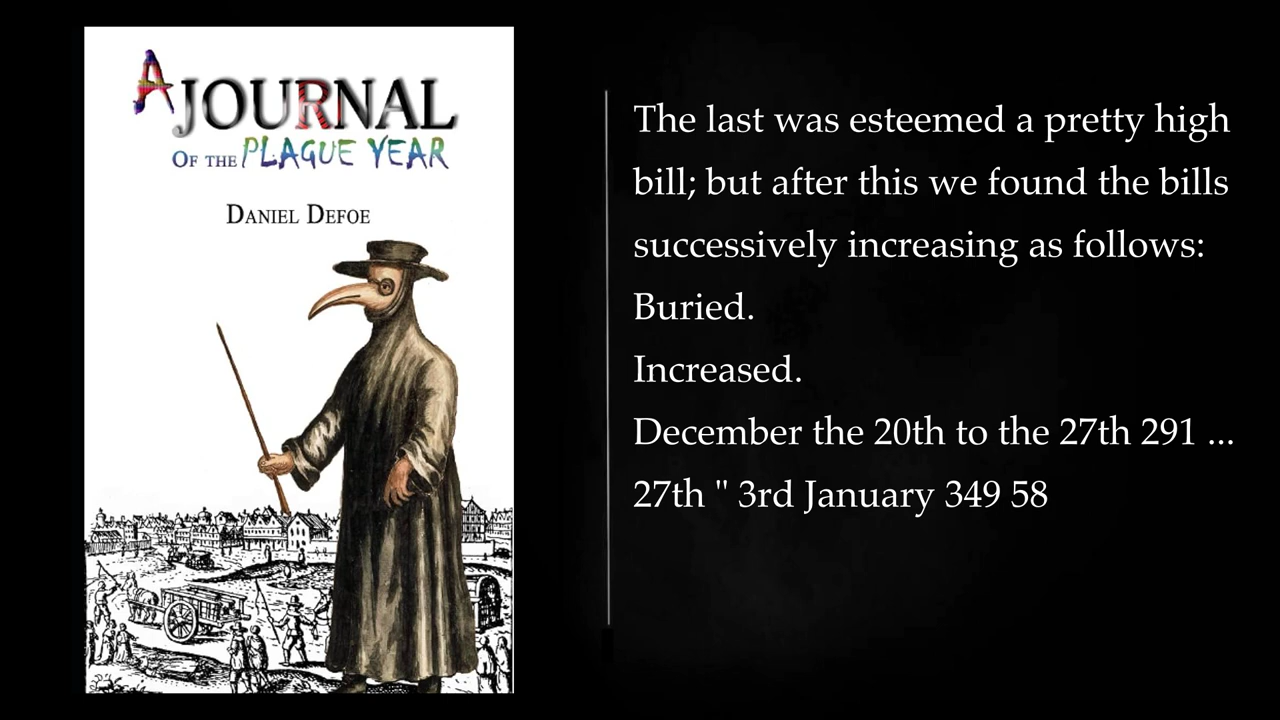 A JOURNAL
OF THE PLAGUE YEAR
DANIEL DEFOE
The last was esteemed a pretty high
bill; but after this we found the bills
successively increasing as follows:
Buried.
Increased.
December the 20th to the 27th 291 ...
27th " 3rd January 349 58